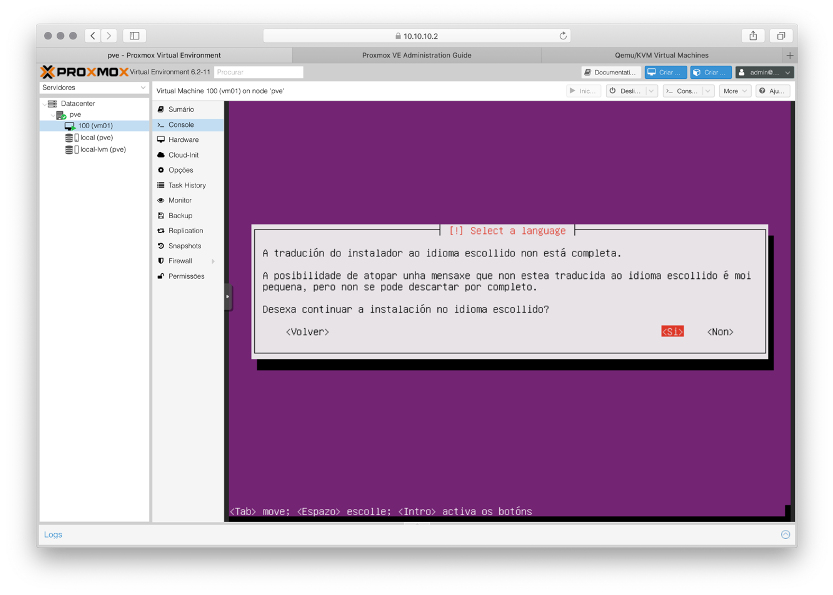 10.10.10.2
pve - Proxmox Virtual Environment
Proxmox VE Administration Guide
Qemu/KVM Virtual Machines
PROXMOX Virtual Environment 6.2-11 Procurar
Documentati...
Criar ...
Criar ...
admin@...
Servidores
Virtual Machine 100 (vm01) on node 'pve'
Inic...
Desli...
Cons...
More
Aju...
Datacenter
pve
100 (vm01)
local (pve)
local-lvm (pve)
Sumário
Console
Hardware
Cloud-Init
Opções
Task History
Monitor
Backup
Replication
Snapshots
Firewall
Permissões
[!] Select a language
A tradución do instalador ao idioma escollido non está completa.
A posibilidade de atopar unha mensaxe que non estea traducida ao idioma escollido é moi
pequena, pero non se pode descartar por completo.
Desexa continuar a instalación no idioma escollido?
<Volver> <Si> <Non>
<Tab> move; <Espazo> escolle; <Intro> activa os botóns
Logs